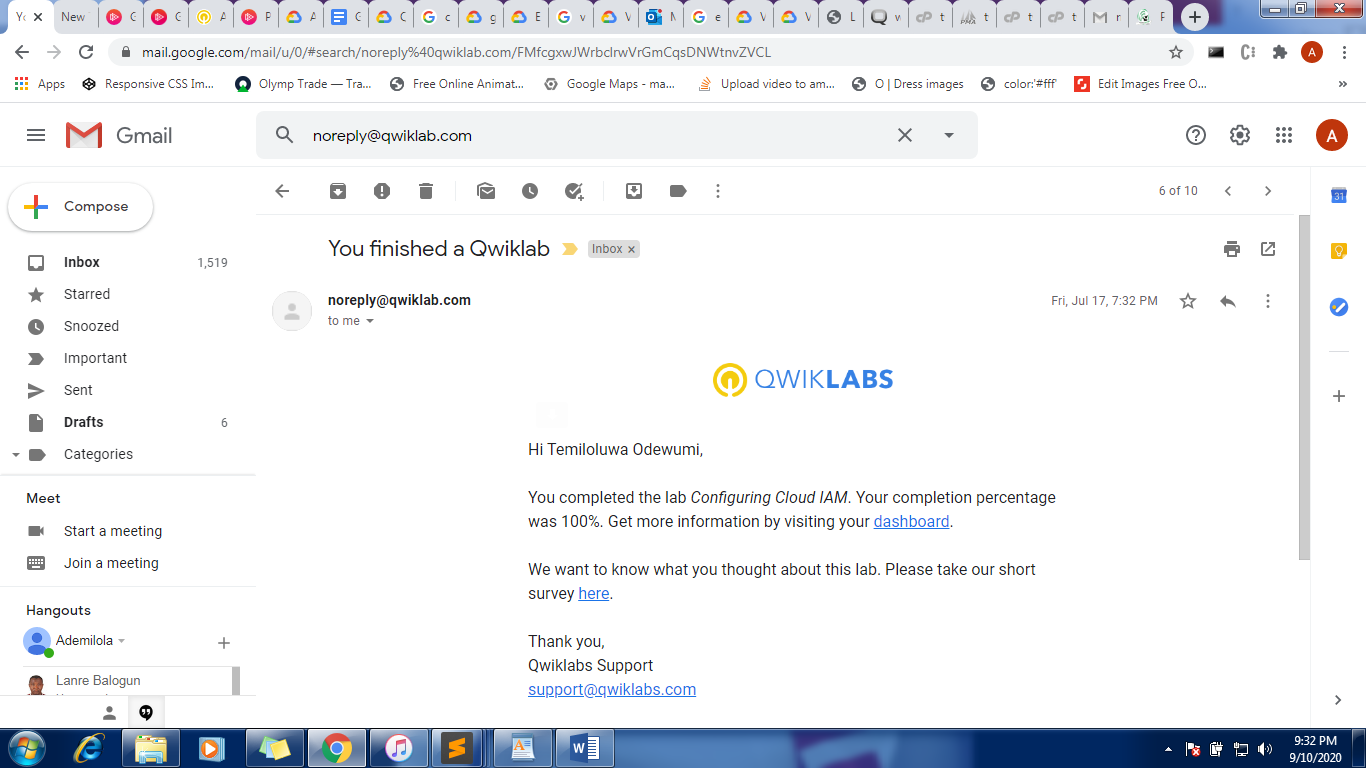 Yo
New
G
G
A
P
A
G
C
c
g
E
v
V
N
e
V
V
L
w
t
t
t
t
n
F
mail.google.com/mail/u/0/#search/noreply%40qwiklab.com/FMfcgxwJWrbclrwVrGmCqsDNWtnvZVCL
A
Apps
Responsive CSS Im...
Olymp Trade — Tra...
Free Online Animat...
Google Maps - ma...
Upload video to am...
O | Dress images
color:'#fff'
Edit Images Free O...
»
Gmail
noreply@qwiklab.com
A
Compose
6 of 10
31
Inbox 1,519
Starred
Snoozed
Important
Sent
Drafts 6
Categories
Meet
Start a meeting
Join a meeting
Hangouts
Ademilola
Lanre Balogun
You finished a Qwiklab
Inbox x
noreply@qwiklab.com
Fri, Jul 17, 7:32 PM
to me
QWIKLABS
Hi Temiloluwa Odewumi,
You completed the lab Configuring Cloud IAM. Your completion percentage
was 100%. Get more information by visiting your dashboard.
We want to know what you thought about this lab. Please take our short
survey here.
Thank you,
Qwiklabs Support
support@qwiklabs.com
9:32 PM
9/10/2020